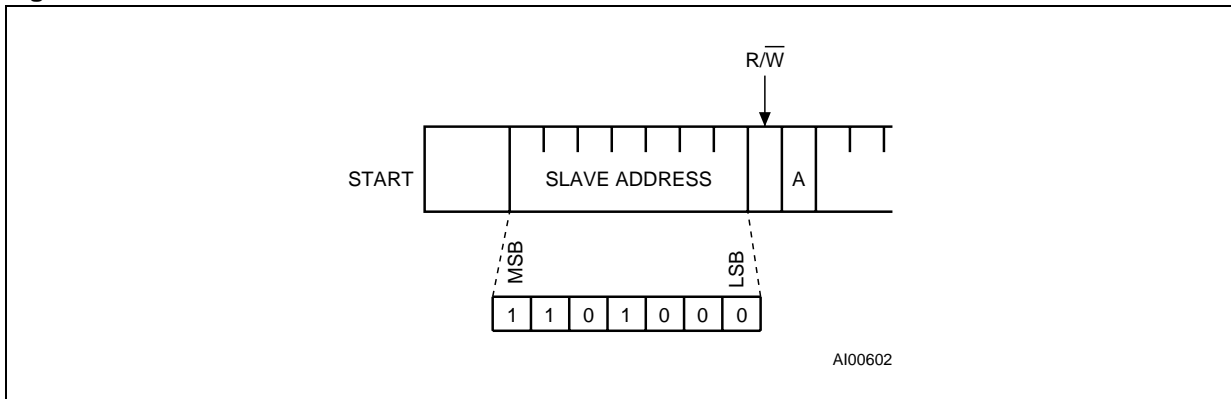 R/W̅
START
SLAVE ADDRESS
A
MSB
LSB
1 1 0 1 0 0 0
AI00602